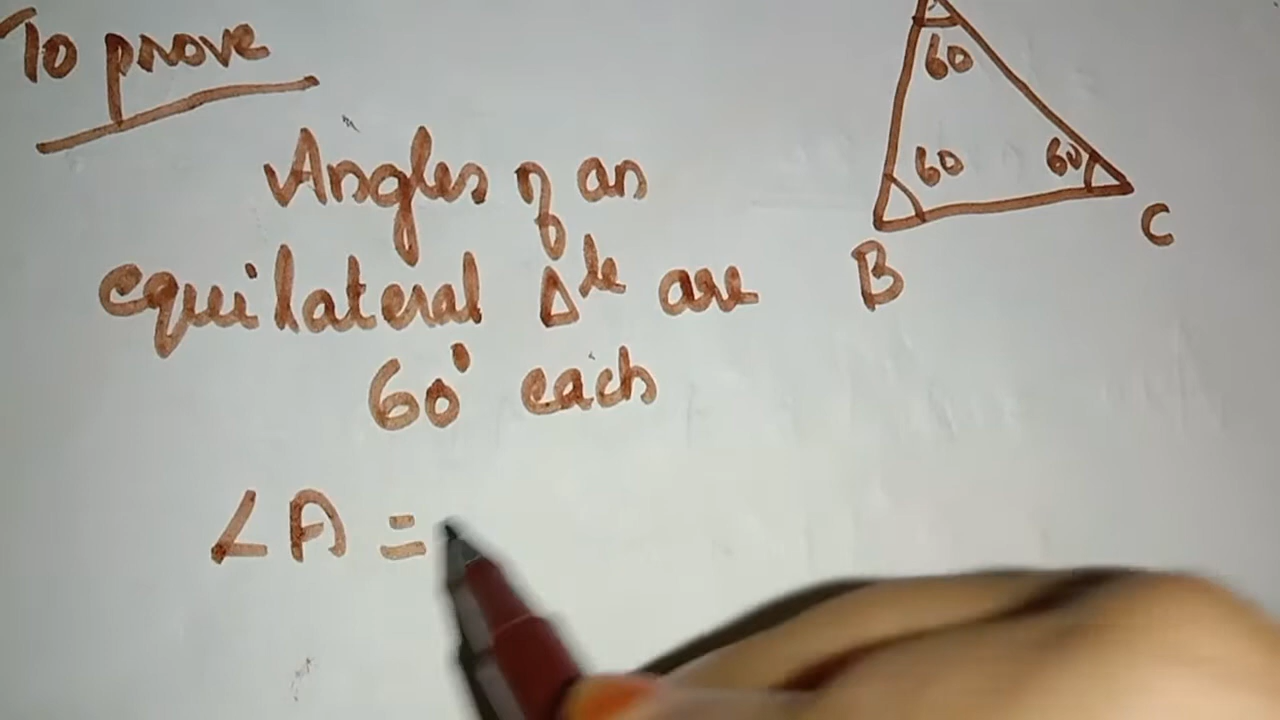 To prove
Angles of an
equilateral Δle are
60° each
∠A =
60
60
60
B
C